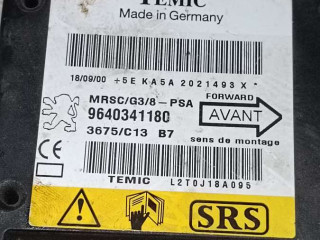 TEMIC
Made in Germany
18/09/00 +5E KA5A 2021493 X *
MRSC/G3/8-PSA
FORWARD
9640341180
AVANT
3675/C13 B7
sens de montage
CE
TEMIC L2T0J18A095
SRS